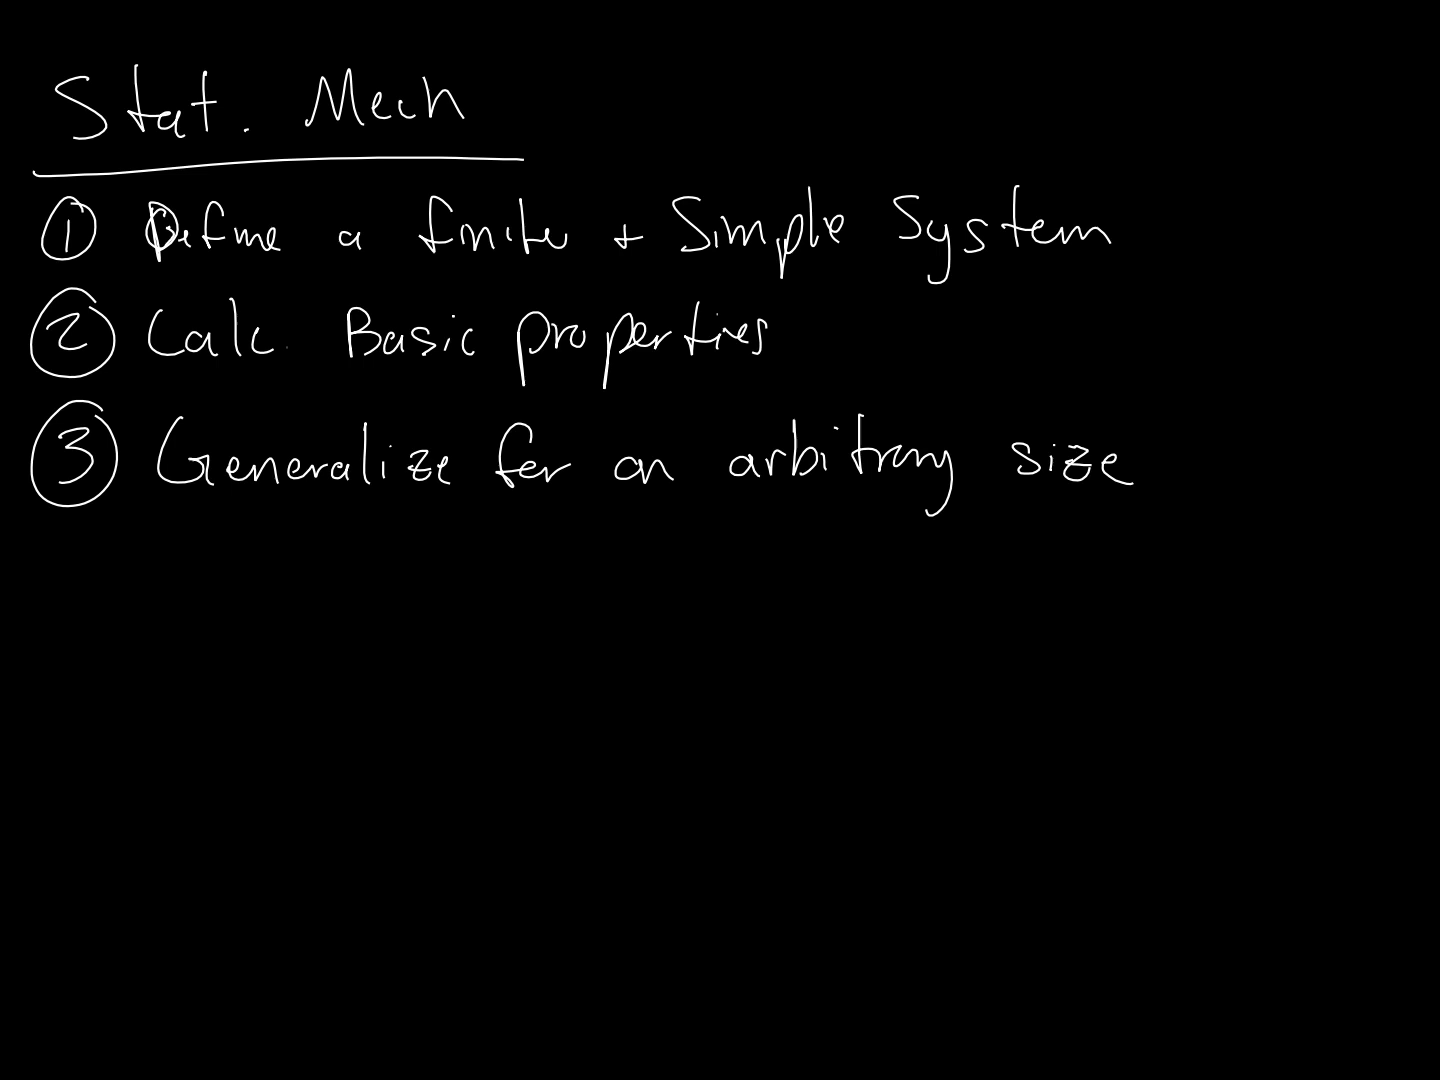 Stat. Mech
① Define a finite + Simple System
② Calc. Basic properties
③ Generalize for an arbitrary size